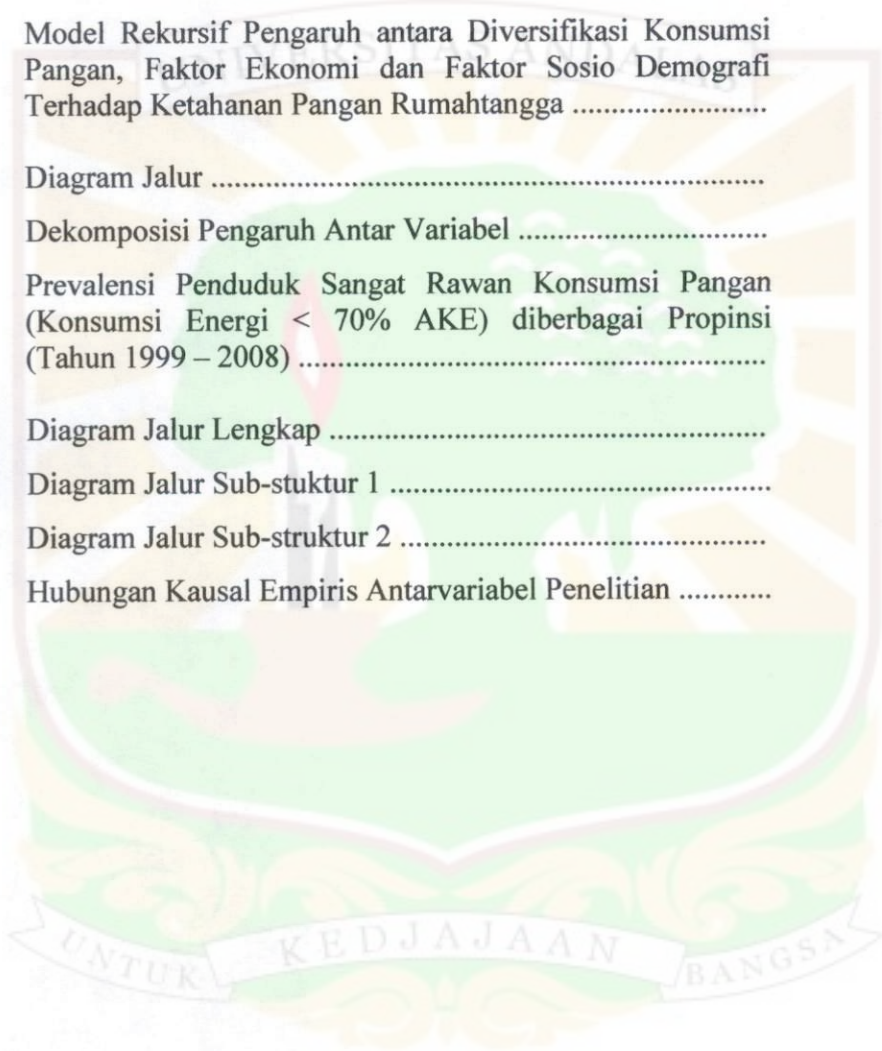 UNIVERSITAS ANDALAS
Model Rekursif Pengaruh antara Diversifikasi Konsumsi
Pangan, Faktor Ekonomi dan Faktor Sosio Demografi
Terhadap Ketahanan Pangan Rumahtangga ........................
Diagram Jalur .....................................................................
Dekomposisi Pengaruh Antar Variabel ...............................
Prevalensi Penduduk Sangat Rawan Konsumsi Pangan
(Konsumsi Energi < 70% AKE) diberbagai Propinsi
(Tahun 1999 – 2008) ..........................................................
Diagram Jalur Lengkap ......................................................
Diagram Jalur Sub-stuktur 1 ...............................................
Diagram Jalur Sub-struktur 2 .............................................
Hubungan Kausal Empiris Antarvariabel Penelitian ............
UNTUK KEDJAJAAN BANGSA